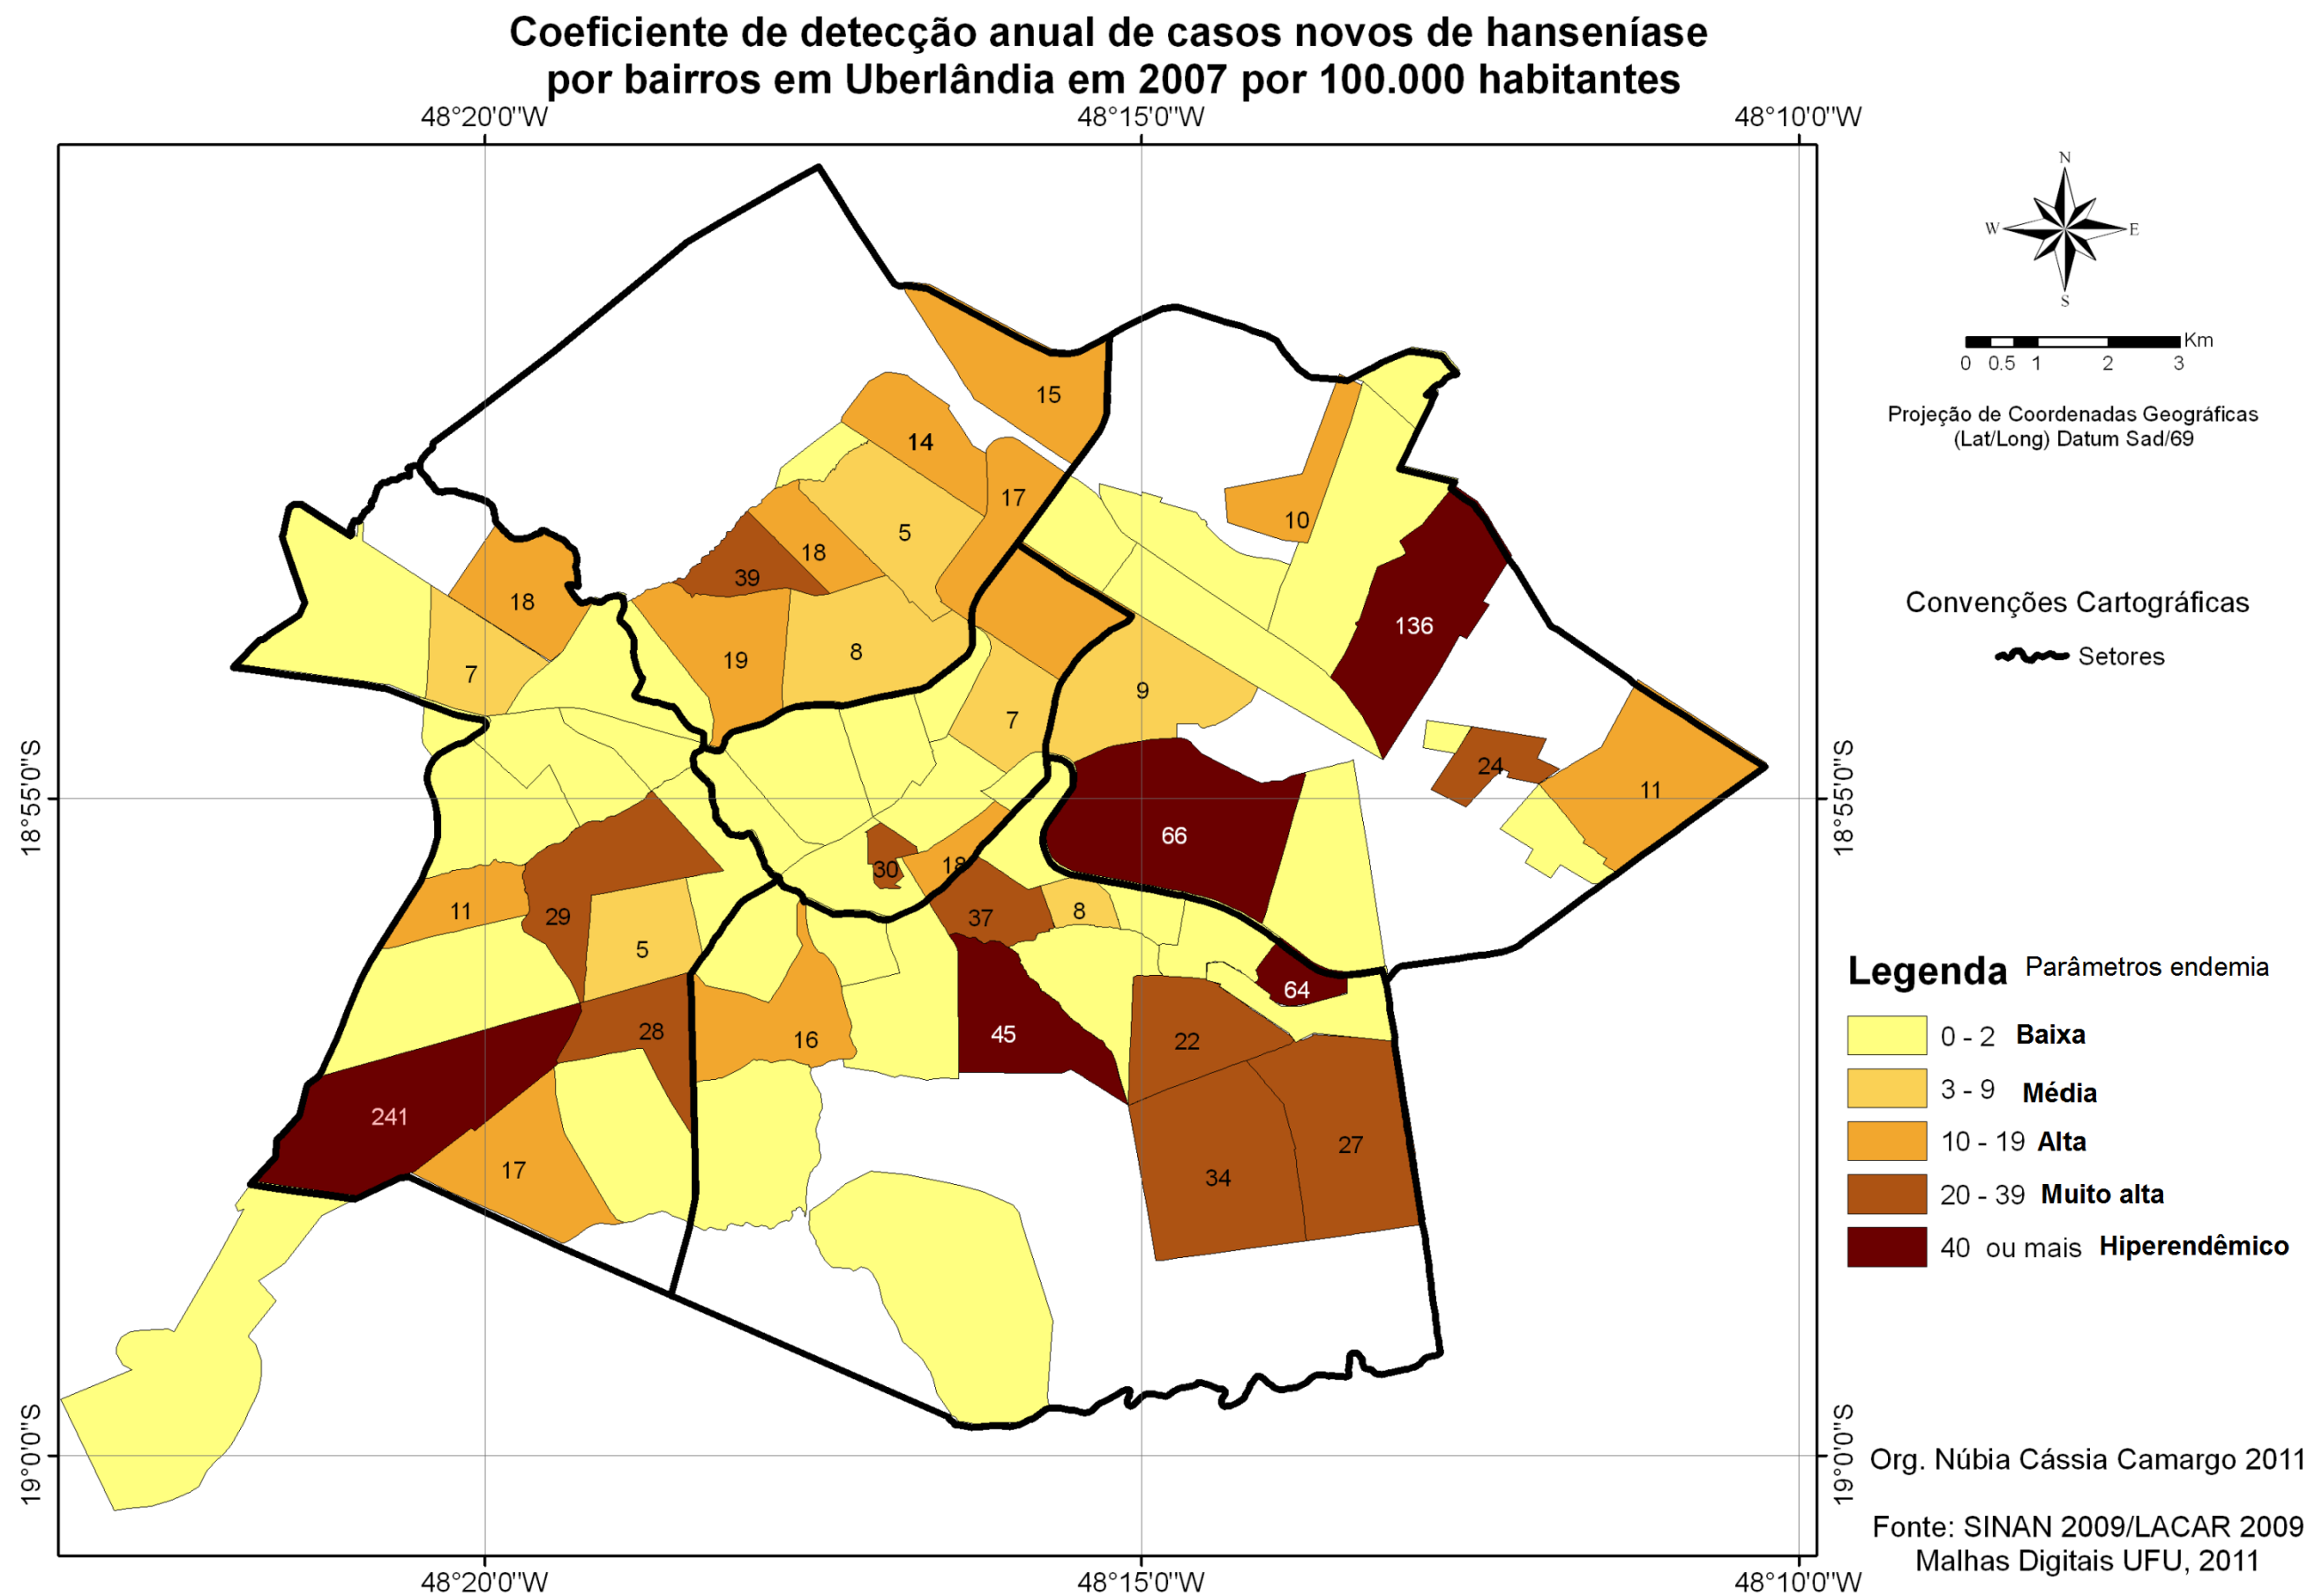 Coeficiente de detecção anual de casos novos de hanseníase
por bairros em Uberlândia em 2007 por 100.000 habitantes
48°20'0"W
48°15'0"W
48°10'0"W
18°55'0"S
19°0'0"S
15
14
17
10
5
18
39
18
136
19
8
7
9
7
24
11
66
30
18
11
29
37
8
5
64
28
16
45
22
241
27
17
34
18°55'0"S
19°0'0"S
48°20'0"W
48°15'0"W
48°10'0"W
N
W
E
S
Km
0 0.5 1 2 3
Projeção de Coordenadas Geográficas
(Lat/Long) Datum Sad/69
Convenções Cartográficas
Setores
Legenda Parâmetros endemia
0 - 2 Baixa
3 - 9 Média
10 - 19 Alta
20 - 39 Muito alta
40 ou mais Hiperendêmico
Org. Núbia Cássia Camargo 2011
Fonte: SINAN 2009/LACAR 2009
Malhas Digitais UFU, 2011